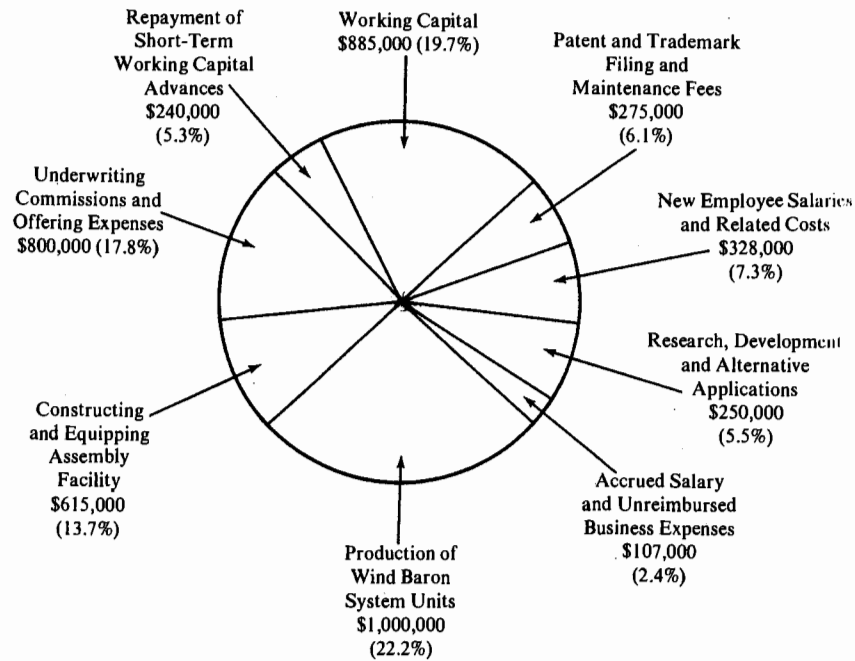 Repayment of
Short-Term
Working Capital
Advances
$240,000
(5.3%)
Working Capital
$885,000 (19.7%)
Patent and Trademark
Filing and
Maintenance Fees
$275,000
(6.1%)
Underwriting
Commissions and
Offering Expenses
$800,000 (17.8%)
New Employee Salaries
and Related Costs
$328,000
(7.3%)
Research, Development
and Alternative
Applications
$250,000
(5.5%)
Constructing
and Equipping
Assembly
Facility
$615,000
(13.7%)
Accrued Salary
and Unreimbursed
Business Expenses
$107,000
(2.4%)
Production of
Wind Baron
System Units
$1,000,000
(22.2%)